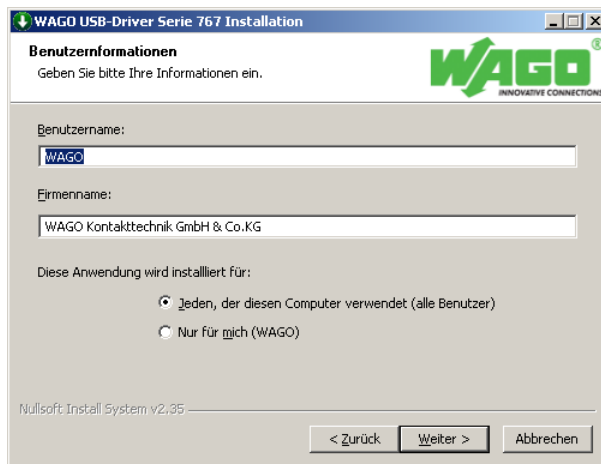 WAGO USB-Driver Serie 767 Installation
Benutzernformationen
Geben Sie bitte Ihre Informationen ein.
WAGO®
INNOVATIVE CONNECTIONS
Benutzername:
WAGO
Firmenname:
WAGO Kontakttechnik GmbH & Co.KG
Diese Anwendung wird installliert für:
Jeden, der diesen Computer verwendet (alle Benutzer)
Nur für mich (WAGO)
Nullsoft Install System v2.35
< Zurück Weiter > Abbrechen